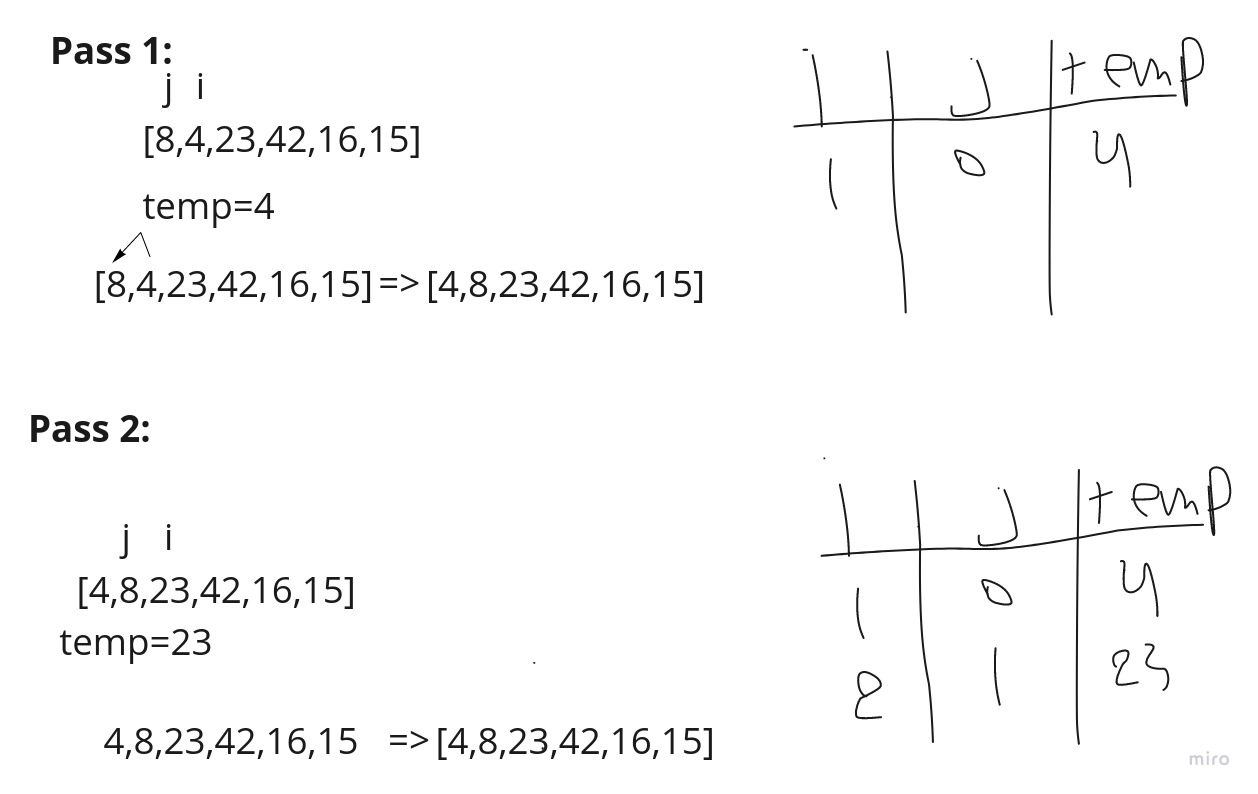 Pass 1:
j i
[8,4,23,42,16,15]
temp=4
[8,4,23,42,16,15] => [4,8,23,42,16,15]
i j temp
1 0 4
Pass 2:
j i
[4,8,23,42,16,15]
temp=23
4,8,23,42,16,15 => [4,8,23,42,16,15]
i j temp
1 0 4
2 1 23
miro